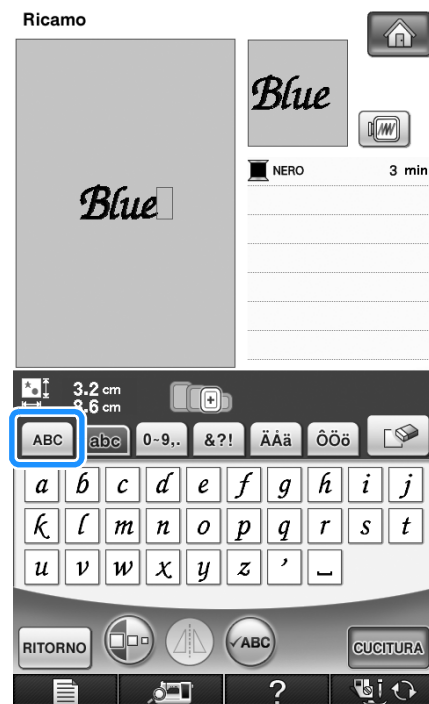 Ricamo
Blue
Blue
NERO 3 min
3.2 cm
8.6 cm
ABC abc 0~9,. &?! ÄÅä ÔÖö
a b c d e f g h i j
k l m n o p q r s t
u v w x y z ’ ⎵
RITORNO ✓ABC CUCITURA
?